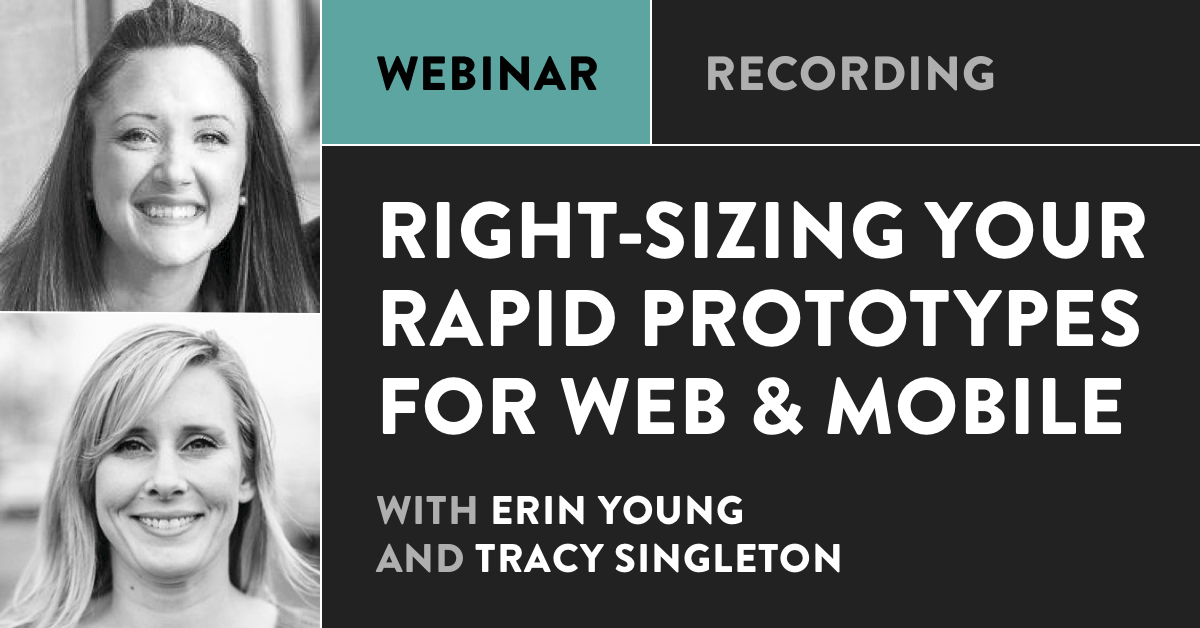 WEBINAR
RECORDING
RIGHT-SIZING YOUR
RAPID PROTOTYPES
FOR WEB & MOBILE
WITH ERIN YOUNG
AND TRACY SINGLETON